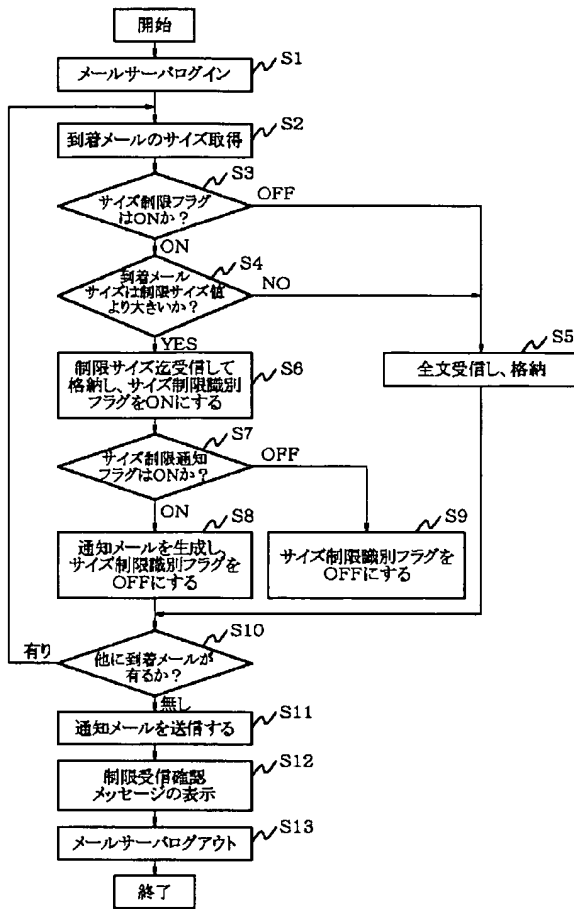 開始
メールサーバログイン
S1
到着メールのサイズ取得
S2
S3
サイズ制限フラグ
はONか？
OFF
ON
S4
到着メール
サイズは制限サイズ値
より大きいか？
NO
YES
S5
全文受信し、格納
制限サイズ迄受信して
格納し、サイズ制限識別
フラグをONにする
S6
S7
サイズ制限通知
フラグはONか？
OFF
ON
S8
通知メールを生成し、
サイズ制限識別フラグを
OFFにする
S9
サイズ制限識別フラグを
OFFにする
S10
他に到着メールが
有るか？
有り
無し
通知メールを送信する
S11
制限受信確認
メッセージの表示
S12
メールサーバログアウト
S13
終了